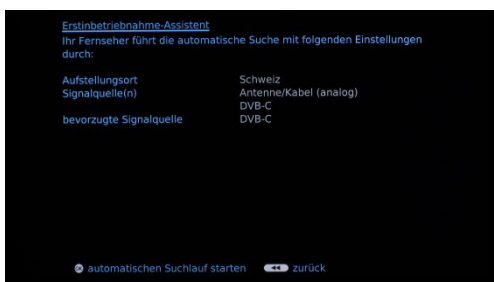 Erstinbetriebnahme-Assistent
Ihr Fernseher führt die automatische Suche mit folgenden Einstellungen
durch:
Aufstellungsort Schweiz
Signalquelle(n) Antenne/Kabel (analog)
DVB-C
bevorzugte Signalquelle DVB-C
OK automatischen Suchlauf starten ◄◄ zurück